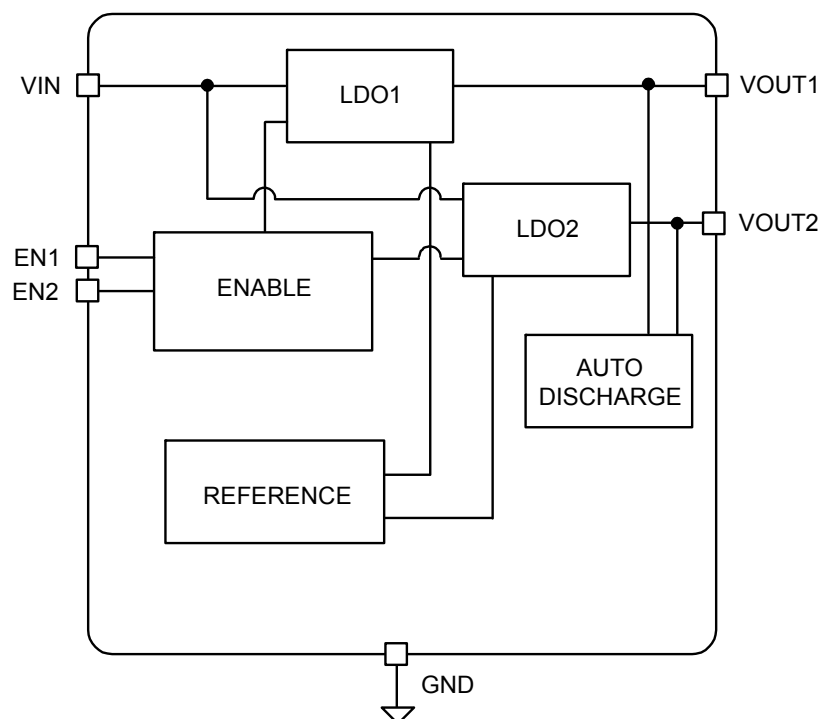 VIN
LDO1
VOUT1
LDO2
VOUT2
EN1
EN2
ENABLE
AUTO
DISCHARGE
REFERENCE
GND